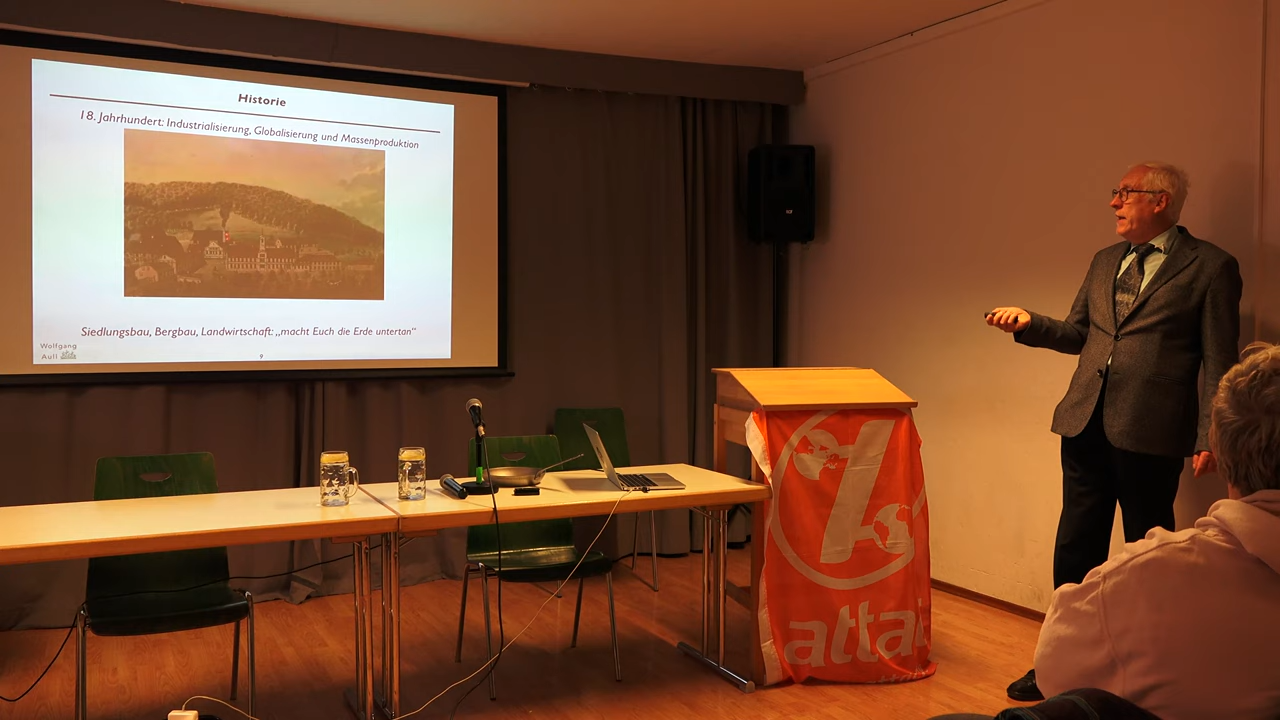 Historie
18. Jahrhundert: Industrialisierung, Globalisierung und Massenproduktion
Siedlungsbau, Bergbau, Landwirtschaft: „macht Euch die Erde untertan“
Wolfgang
Aull
9
attac